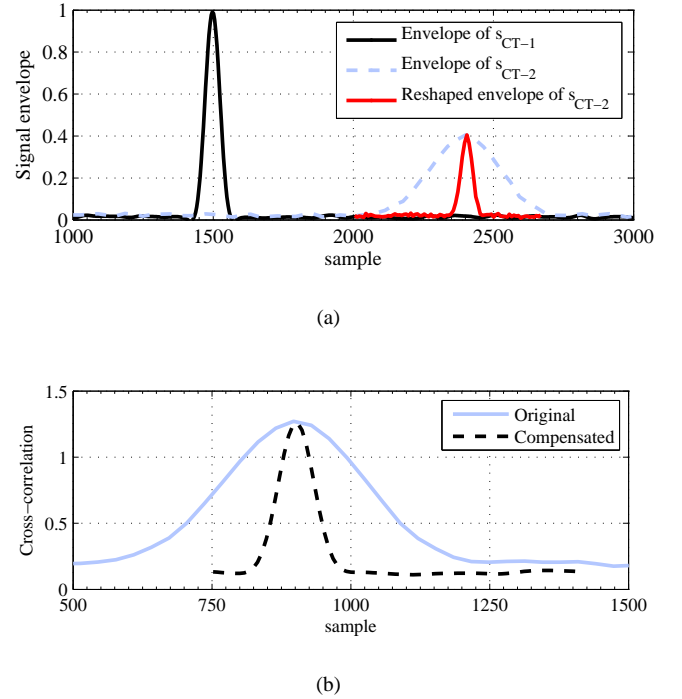 1
0.8
0.6
0.4
0.2
0
Signal envelope
Envelope of s_CT−1
Envelope of s_CT−2
Reshaped envelope of s_CT−2
1000 1500 2000 2500 3000
sample
(a)
1.5
1
0.5
0
Cross−correlation
Original
Compensated
500 750 1000 1250 1500
sample
(b)